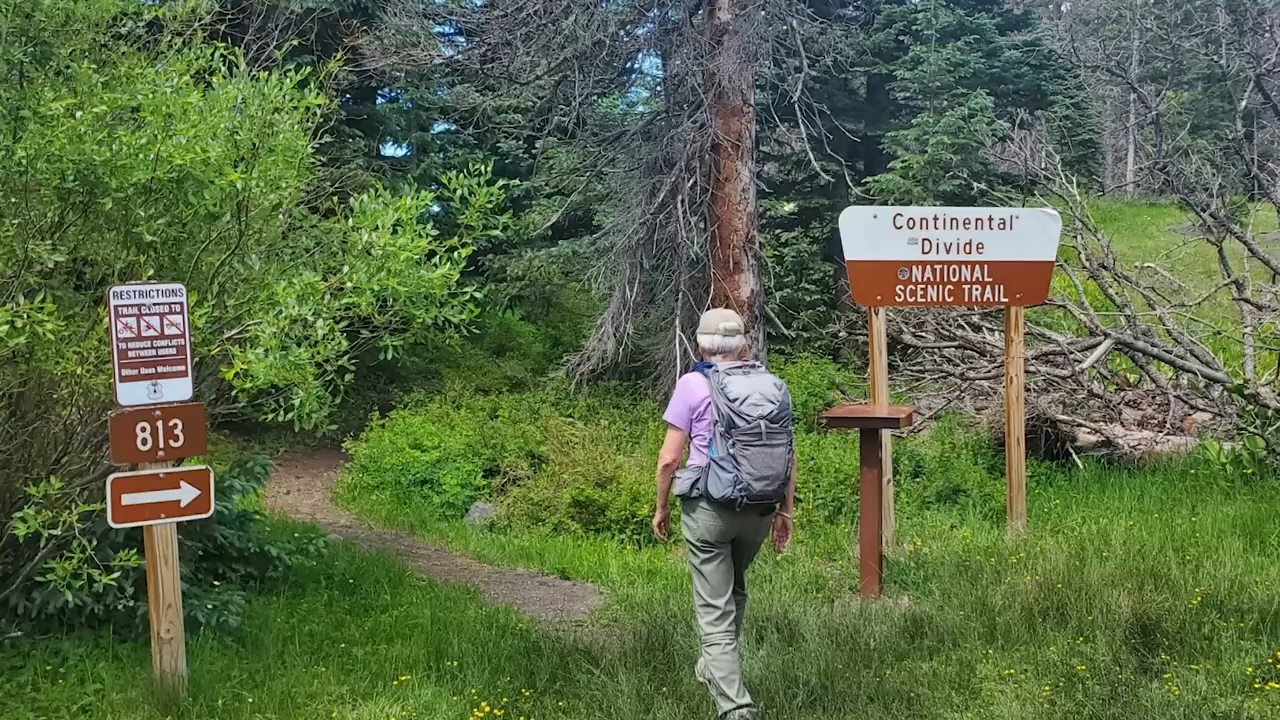 RESTRICTIONS
TRAIL CLOSED TO
TO REDUCE CONFLICTS
BETWEEN USERS
Other Uses Welcome
813
Continental
Divide
NATIONAL
SCENIC TRAIL